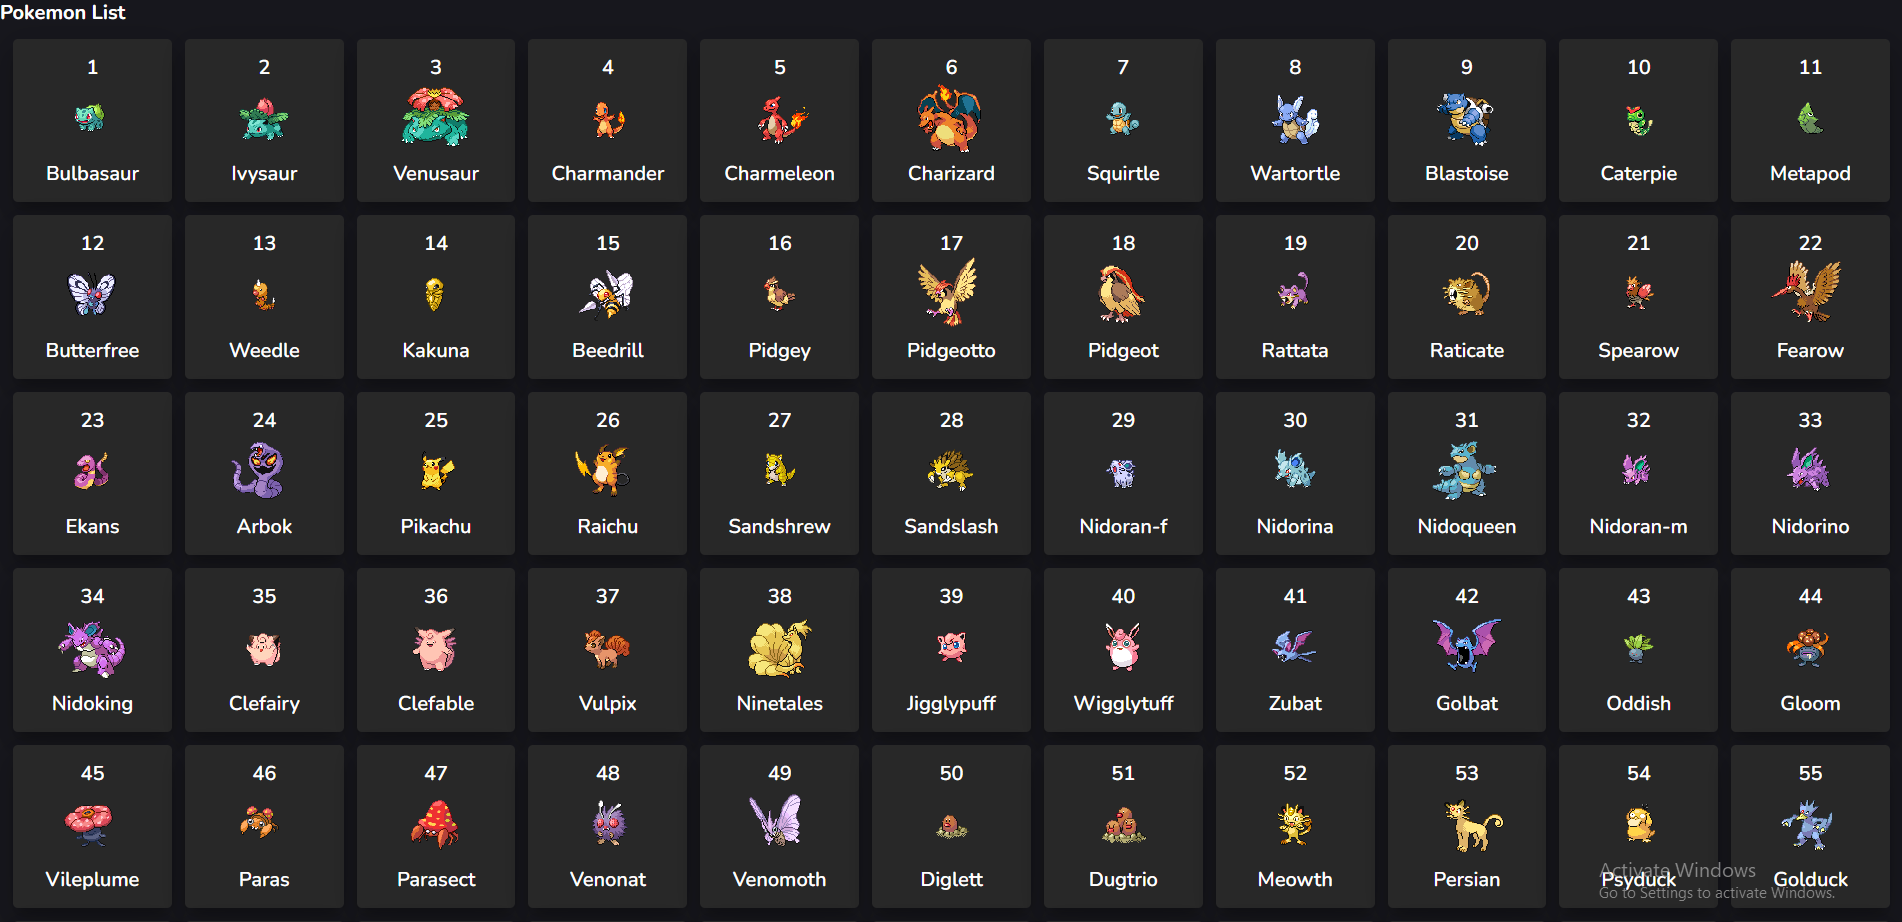 Pokemon List
1 2 3 4 5 6 7 8 9 10 11
Bulbasaur Ivysaur Venusaur Charmander Charmeleon Charizard Squirtle Wartortle Blastoise Caterpie Metapod
12 13 14 15 16 17 18 19 20 21 22
Butterfree Weedle Kakuna Beedrill Pidgey Pidgeotto Pidgeot Rattata Raticate Spearow Fearow
23 24 25 26 27 28 29 30 31 32 33
Ekans Arbok Pikachu Raichu Sandshrew Sandslash Nidoran-f Nidorina Nidoqueen Nidoran-m Nidorino
34 35 36 37 38 39 40 41 42 43 44
Nidoking Clefairy Clefable Vulpix Ninetales Jigglypuff Wigglytuff Zubat Golbat Oddish Gloom
45 46 47 48 49 50 51 52 53 54 55
Vileplume Paras Parasect Venonat Venomoth Diglett Dugtrio Meowth Persian Psyduck Golduck
Activate Windows
Go to Settings to activate Windows.